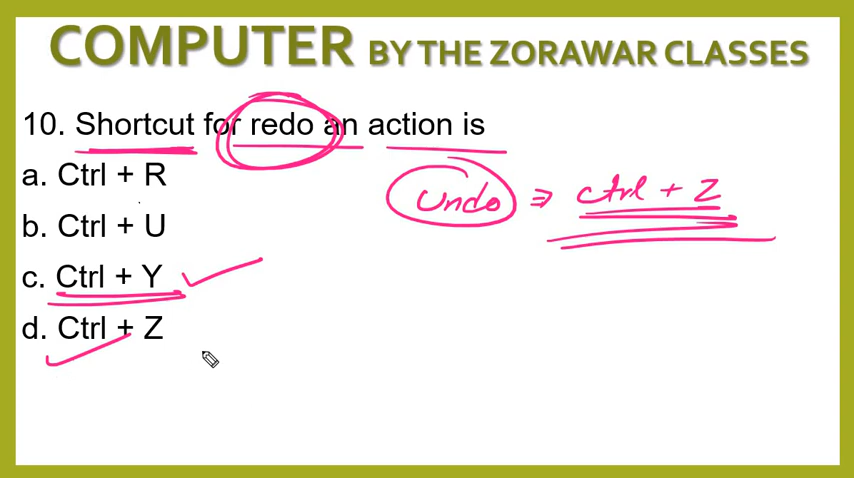 COMPUTER BY THE ZORAWAR CLASSES
10. Shortcut for redo an action is
a. Ctrl + R
b. Ctrl + U
c. Ctrl + Y
d. Ctrl + Z
Undo ⇒ Ctrl + Z